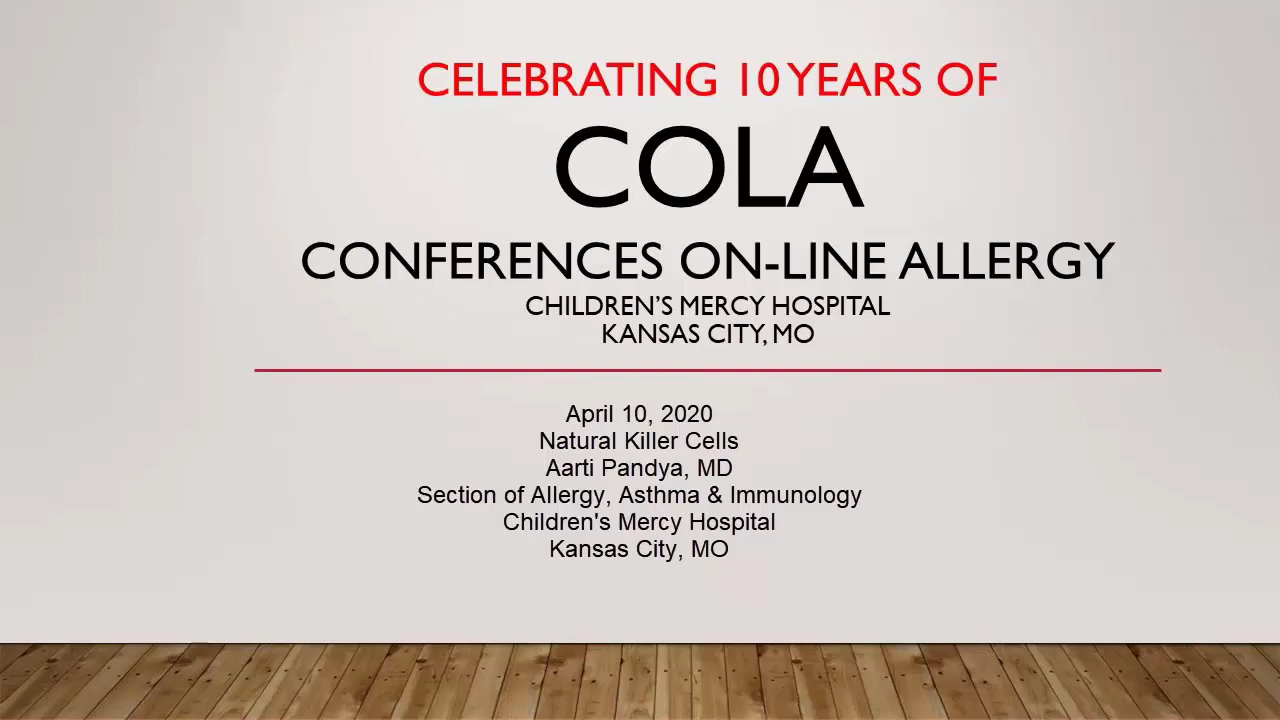 CELEBRATING 10 YEARS OF
COLA
CONFERENCES ON-LINE ALLERGY
CHILDREN’S MERCY HOSPITAL
KANSAS CITY, MO
April 10, 2020
Natural Killer Cells
Aarti Pandya, MD
Section of Allergy, Asthma & Immunology
Children's Mercy Hospital
Kansas City, MO